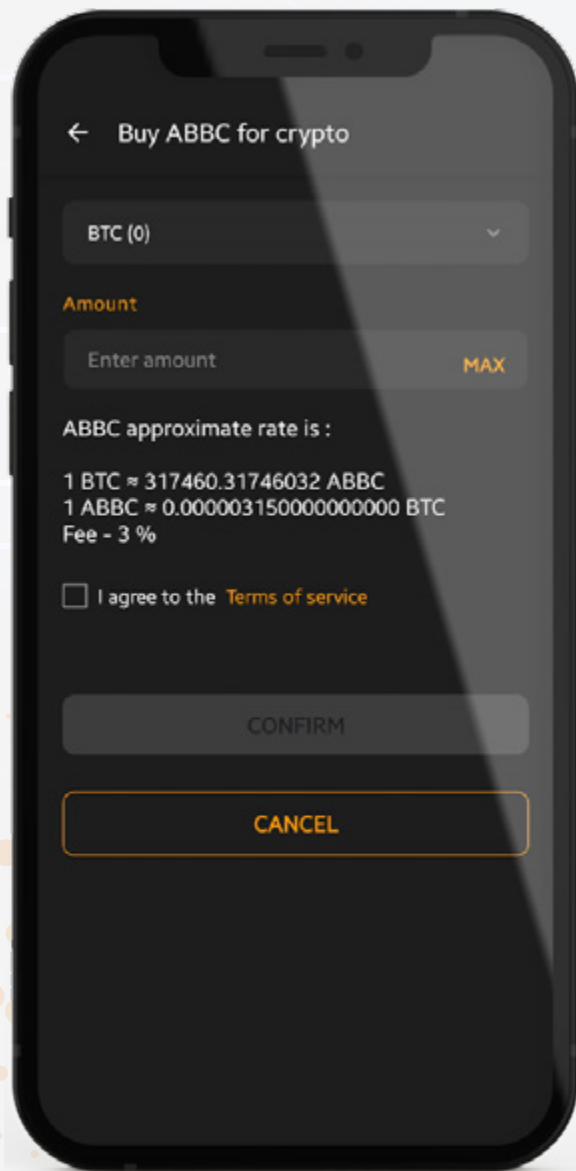 Buy ABBC for crypto
BTC (0)
Amount
Enter amount MAX
ABBC approximate rate is :
1 BTC ≈ 317460.31746032 ABBC
1 ABBC ≈ 0.000003150000000000 BTC
Fee - 3 %
I agree to the Terms of service
CONFIRM
CANCEL